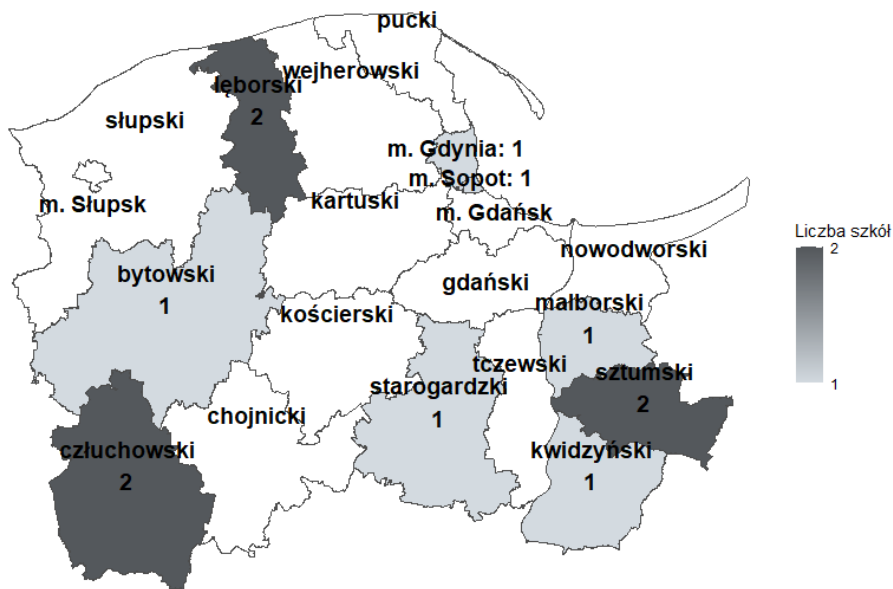 pucki
wejherowski
lęborski
2
słupski
m. Gdynia: 1
m. Sopot: 1
m. Słupsk
kartuski
m. Gdańsk
Liczba szkół
2
1
nowodworski
bytowski
1
gdański
kościerski
malborski
1
tczewski
starogardzki
1
sztumski
2
chojnicki
człuchowski
2
kwidzyński
1